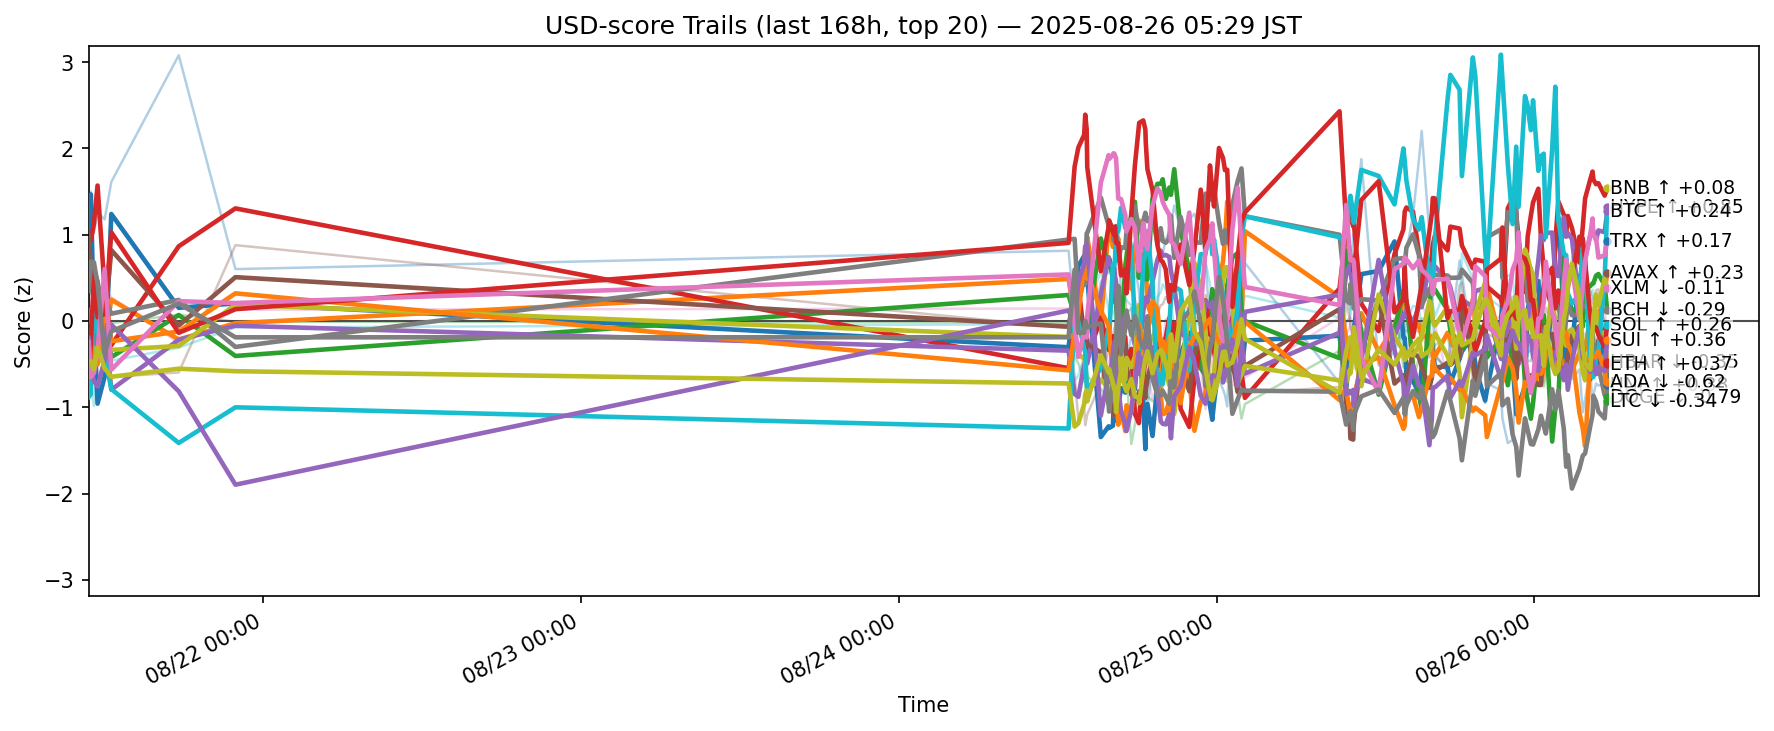 USD-score Trails (last 168h, top 20) — 2025-08-26 05:29 JST
Score (z)
3
2
1
0
−1
−2
−3
BNB ↑ +0.08
BTC ↑ +0.24
TRX ↑ +0.17
AVAX ↑ +0.23
XLM ↓ -0.11
BCH ↓ -0.29
SOL ↑ +0.26
SUI ↑ +0.36
ETH ↑ +0.37
ADA ↓ -0.62
LTC ↓ -0.34
08/22 00:00
08/23 00:00
08/24 00:00
08/25 00:00
08/26 00:00
Time